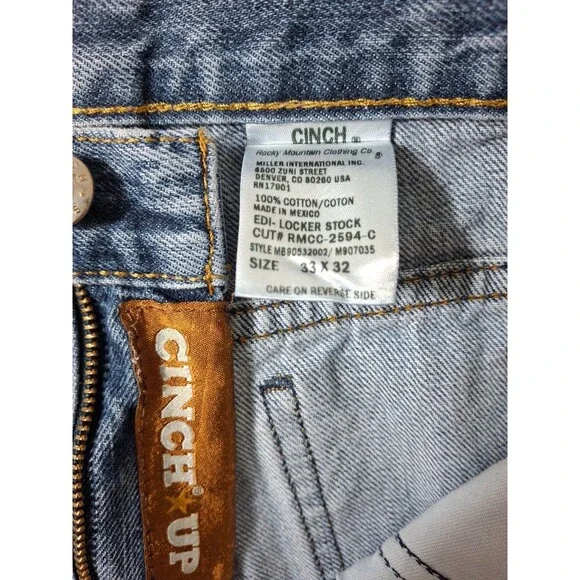 CINCH ®
Rocky Mountain Clothing Co. ®
MILLER INTERNATIONAL INC.
8500 ZUNI STREET
DENVER, CO 80260 USA
RN17901
100% COTTON/COTON
MADE IN MEXICO
EDI- LOCKER STOCK
CUT# RMCC-2594-C
STYLE MB90532002/ M907035
SIZE 33 X 32
CARE ON REVERSE SIDE
CINCH UP